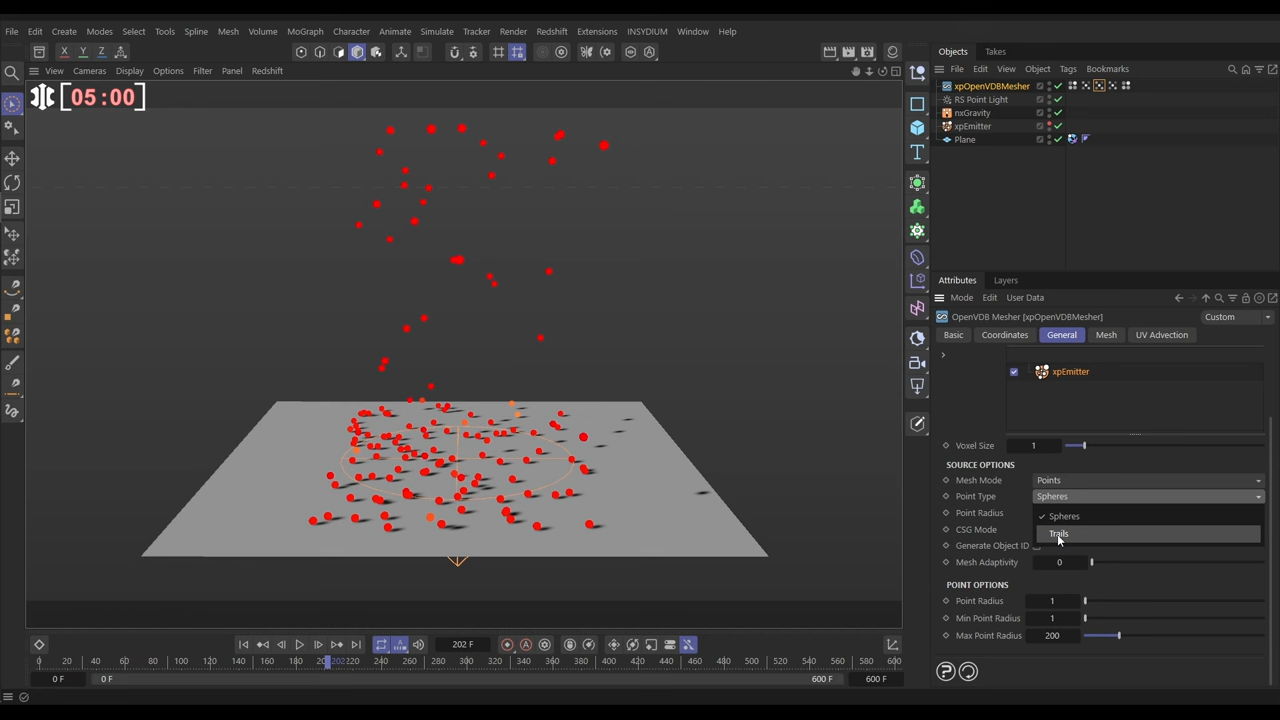 File Edit Create Modes Select Tools Spline Mesh Volume MoGraph Character Animate Simulate Tracker Render Redshift Extensions INSYDIUM Window Help
X Y Z
View Cameras Display Options Filter Panel Redshift
[05:00]
Objects Takes
File Edit View Object Tags Bookmarks
xpOpenVDBMesher
RS Point Light
nxGravity
xpEmitter
Plane
Attributes Layers
Mode Edit User Data
OpenVDB Mesher [xpOpenVDBMesher] Custom
Basic Coordinates General Mesh UV Advection
xpEmitter
Voxel Size 1
SOURCE OPTIONS
Mesh Mode Points
Point Type Spheres
Point Radius
Spheres
CSG Mode
Trails
Generate Object ID
Mesh Adaptivity 0
POINT OPTIONS
Point Radius 1
Min Point Radius 1
Max Point Radius 200
202 F
0 20 40 60 80 100 120 140 160 180 202 220 240 260 280 300 320 340 360 380 400 420 440 460 480 500 520 540 560 580 600
0 F 0 F 600 F 600 F